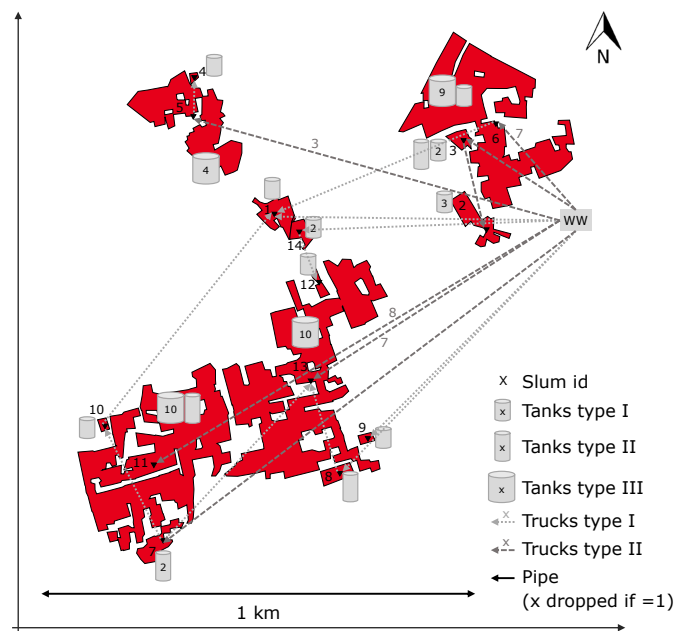 N
4
9
5
7
6
3
2
3
4
3
2
1
WW
2
14
12
8
10
7
13
10
10
9
11
8
7
2
x Slum id
x Tanks type I
Tanks type II
x Tanks type III
x Trucks type I
x Trucks type II
Pipe
(x dropped if =1)
1 km